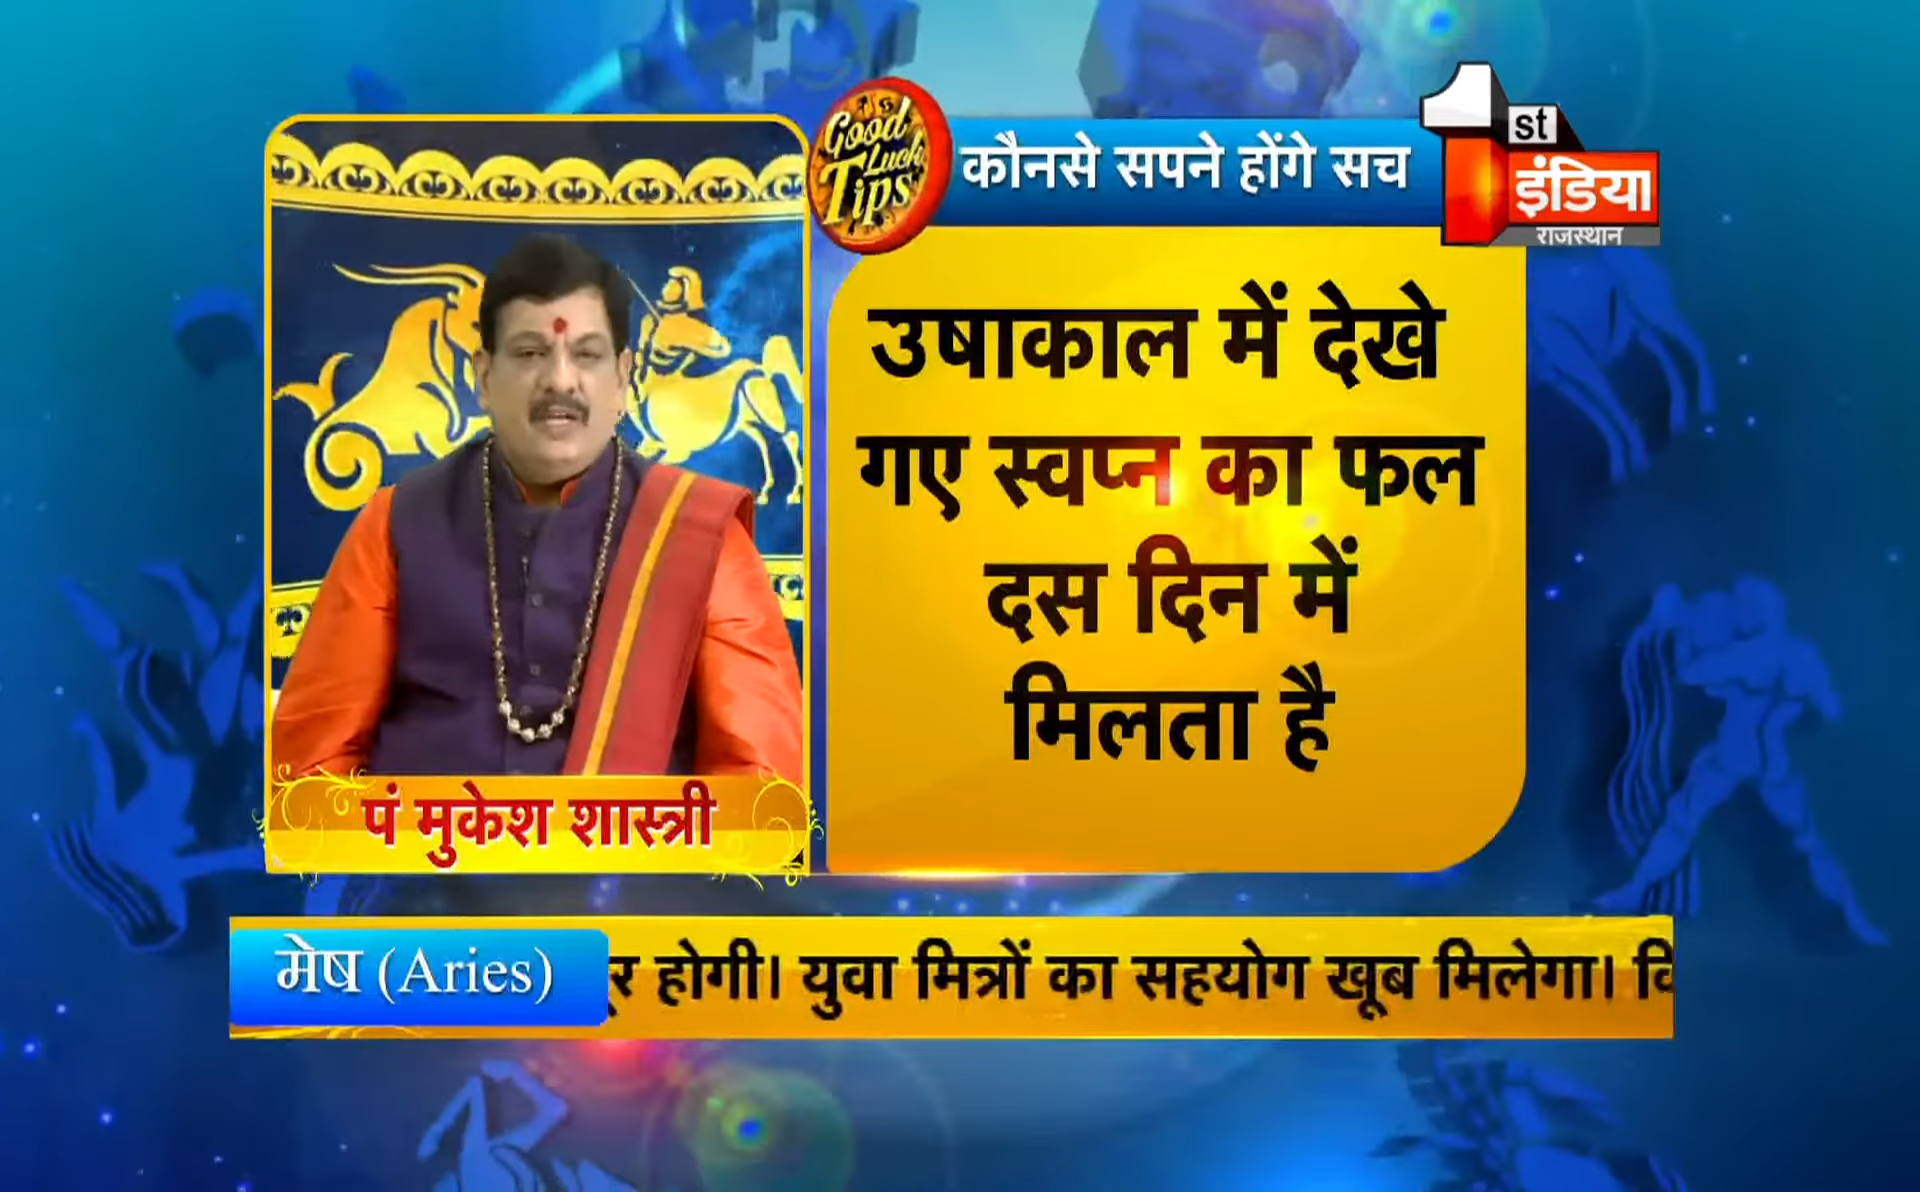 Good
Luck
Tips
कौनसे सपने होंगे सच
1st
इंडिया
राजस्थान
उषाकाल में देखे
गए स्वप्न का फल
दस दिन में
मिलता है
पं मुकेश शास्त्री
मेष (Aries)
होगी। युवा मित्रों का सहयोग खूब मिलेगा।